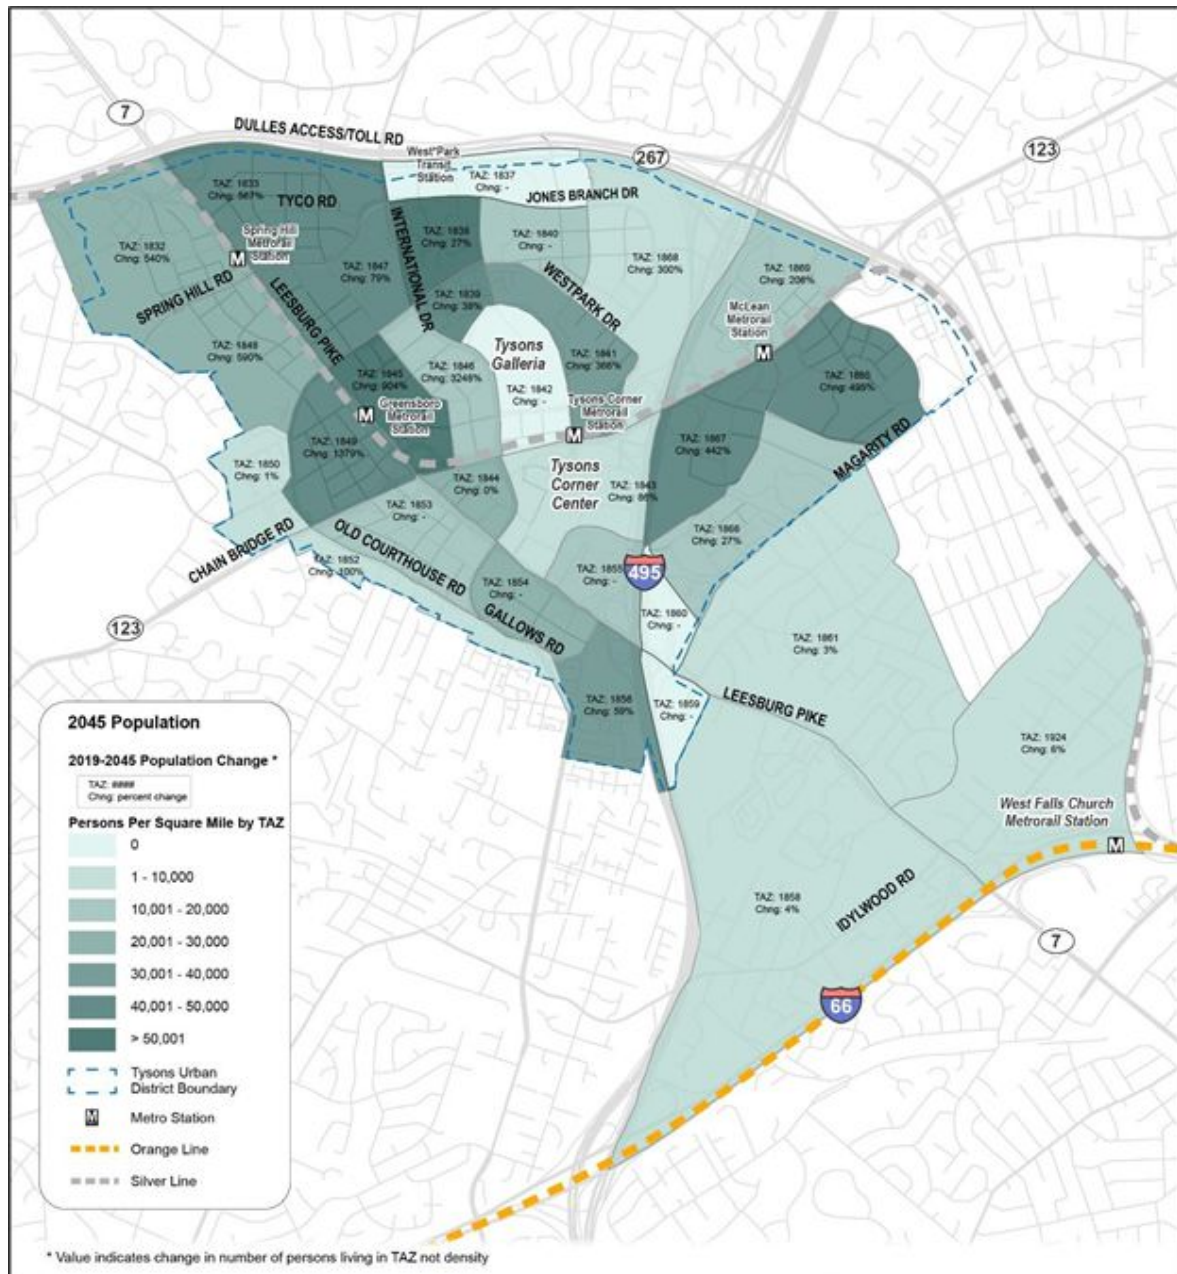 7
DULLES ACCESS/TOLL RD
267
123
West*Park
Transit
Station
TAZ: 1837
Chng: -
JONES BRANCH DR
TAZ: 1833
Chng: 567%
TYCO RD
INTERNATIONAL DR
TAZ: 1838
Chng: 27%
TAZ: 1840
Chng: -
TAZ: 1832
Chng: 540%
Spring Hill
Metrorail
Station
M
TAZ: 1847
Chng: 79%
WESTPARK DR
TAZ: 1868
Chng: 300%
TAZ: 1869
Chng: 206%
SPRING HILL RD
LEESBURG PIKE
TAZ: 1839
Chng: 38%
McLean
Metrorail
Station
M
TAZ: 1848
Chng: 590%
Tysons
Galleria
TAZ: 1845
Chng: 904%
TAZ: 1846
Chng: 3248%
TAZ: 1842
Chng: -
Chng: 366%
Chng: 495%
M
Greensboro
Metrorail
Station
Tysons Corner
Metrorail
Station
M
TAZ: 1849
Chng: 1379%
TAZ: 1867
Chng: 442%
MAGARITY RD
TAZ: 1850
Chng: 1%
TAZ: 1844
Chng: 0%
Tysons
Corner
Center
TAZ: 1843
Chng: 86%
TAZ: 1853
Chng: -
CHAIN BRIDGE RD
OLD COURTHOUSE RD
TAZ: 1866
Chng: 27%
TAZ: 1852
Chng: 100%
TAZ: 1854
Chng: -
TAZ: 1855
Chng: -
495
GALLOWS RD
TAZ: 1860
Chng: -
123
TAZ: 1861
Chng: 3%
TAZ: 1856
Chng: 59%
TAZ: 1859
Chng: -
LEESBURG PIKE
TAZ: 1924
Chng: 6%
West Falls Church
Metrorail Station
M
TAZ: 1858
Chng: 4%
IDYLWOOD RD
7
66
2045 Population
2019-2045 Population Change *
TAZ: ####
Chng: percent change
Persons Per Square Mile by TAZ
0
1 - 10,000
10,001 - 20,000
20,001 - 30,000
30,001 - 40,000
40,001 - 50,000
> 50,001
Tysons Urban
District Boundary
M Metro Station
Orange Line
Silver Line
* Value indicates change in number of persons living in TAZ not density